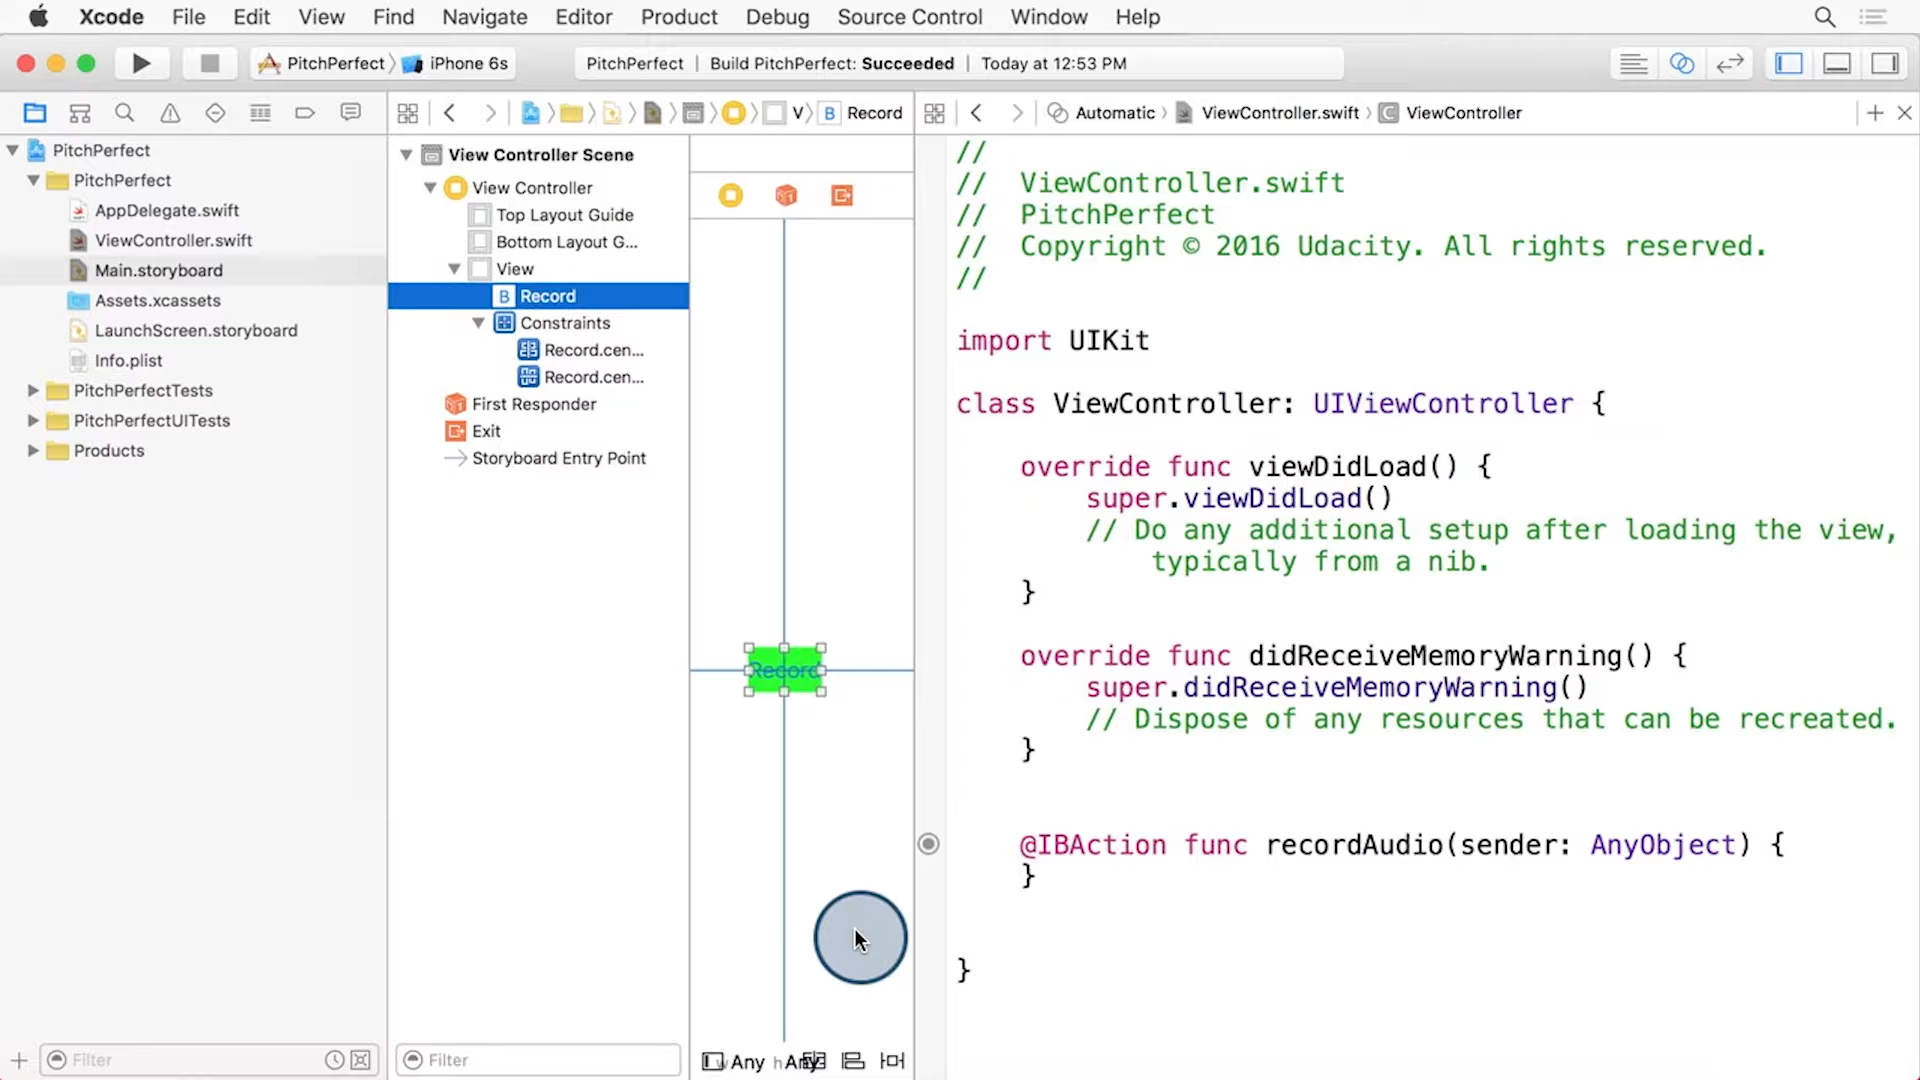 Xcode File Edit View Find Navigate Editor Product Debug Source Control Window Help
PitchPerfect iPhone 6s PitchPerfect | Build PitchPerfect: Succeeded | Today at 12:53 PM
V B Record
Automatic ViewController.swift C ViewController
PitchPerfect
PitchPerfect
AppDelegate.swift
ViewController.swift
Main.storyboard
Assets.xcassets
LaunchScreen.storyboard
Info.plist
PitchPerfectTests
PitchPerfectUITests
Products
Filter
View Controller Scene
View Controller
Top Layout Guide
Bottom Layout G...
View
B Record
Constraints
Record.cen...
Record.cen...
First Responder
Exit
Storyboard Entry Point
Filter
Record
Any hAny
//
// ViewController.swift
// PitchPerfect
// Copyright © 2016 Udacity. All rights reserved.
//
import UIKit
class ViewController: UIViewController {
override func viewDidLoad() {
super.viewDidLoad()
// Do any additional setup after loading the view,
typically from a nib.
}
override func didReceiveMemoryWarning() {
super.didReceiveMemoryWarning()
// Dispose of any resources that can be recreated.
}
@IBAction func recordAudio(sender: AnyObject) {
}
}